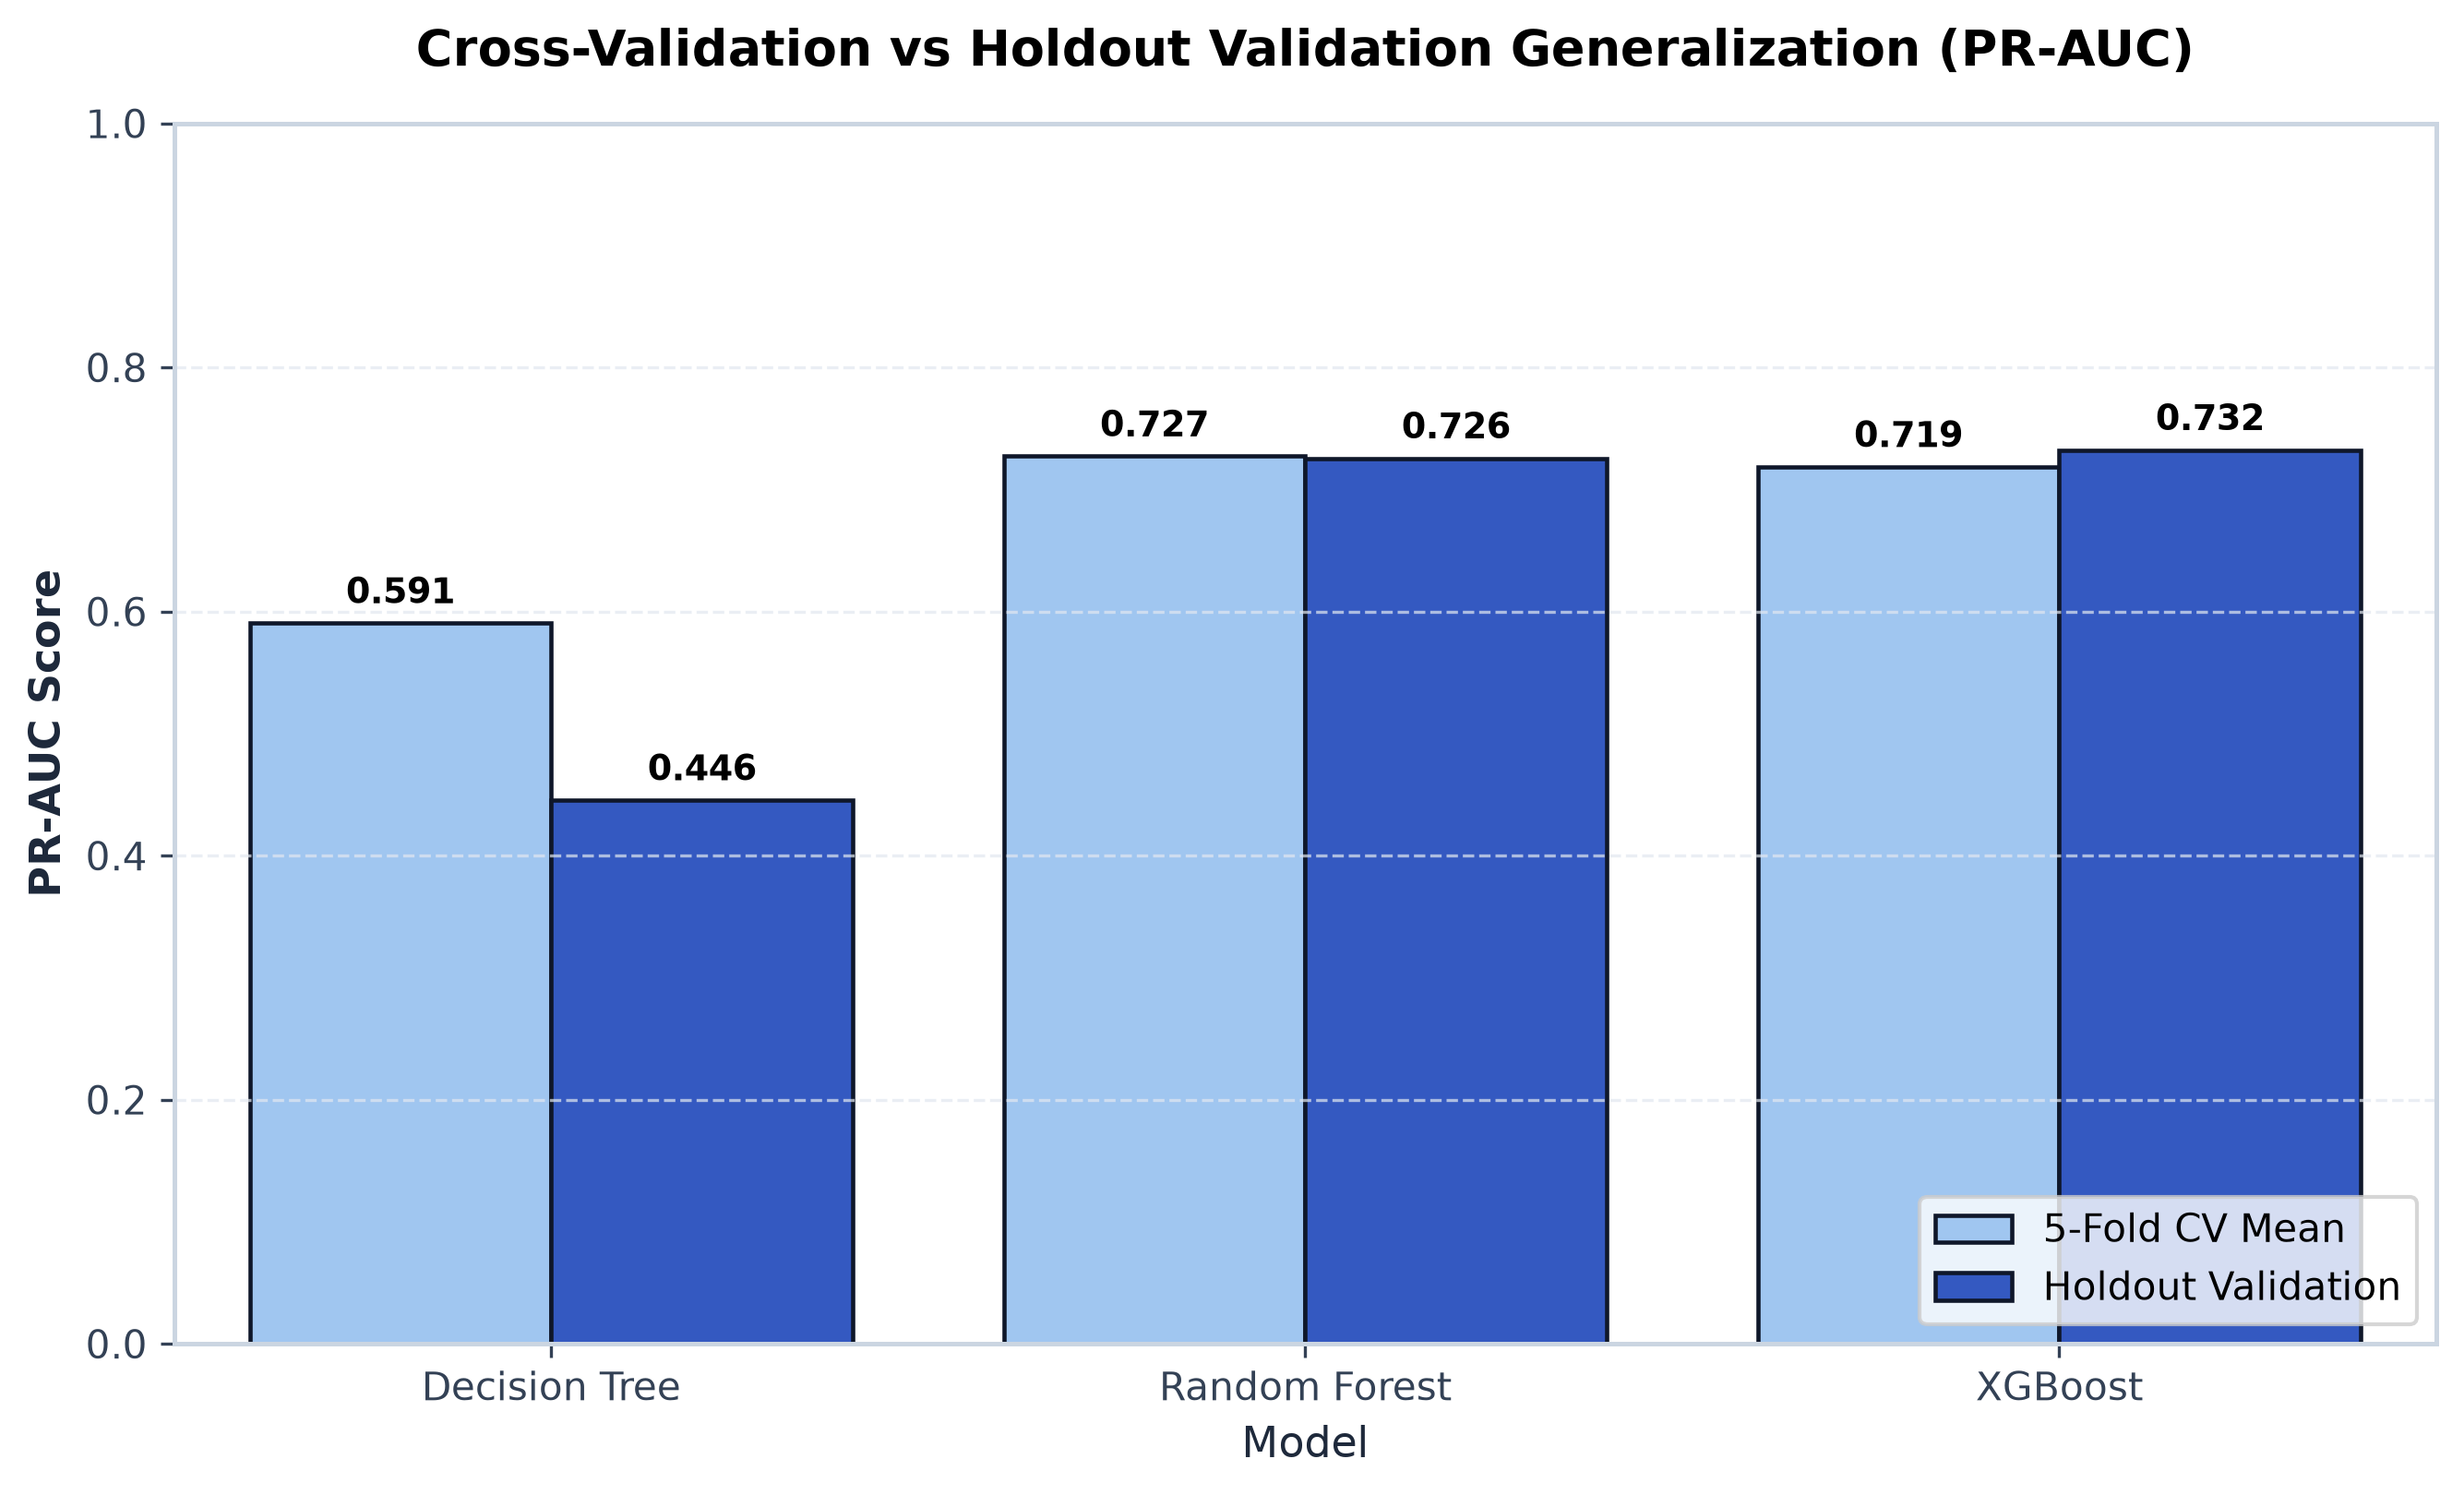 Cross-Validation vs Holdout Validation Generalization (PR-AUC)
PR-AUC Score
1.0
0.8
0.6
0.4
0.2
0.0
0.591
0.446
0.727
0.726
0.719
0.732
5-Fold CV Mean
Holdout Validation
Decision Tree
Random Forest
XGBoost
Model